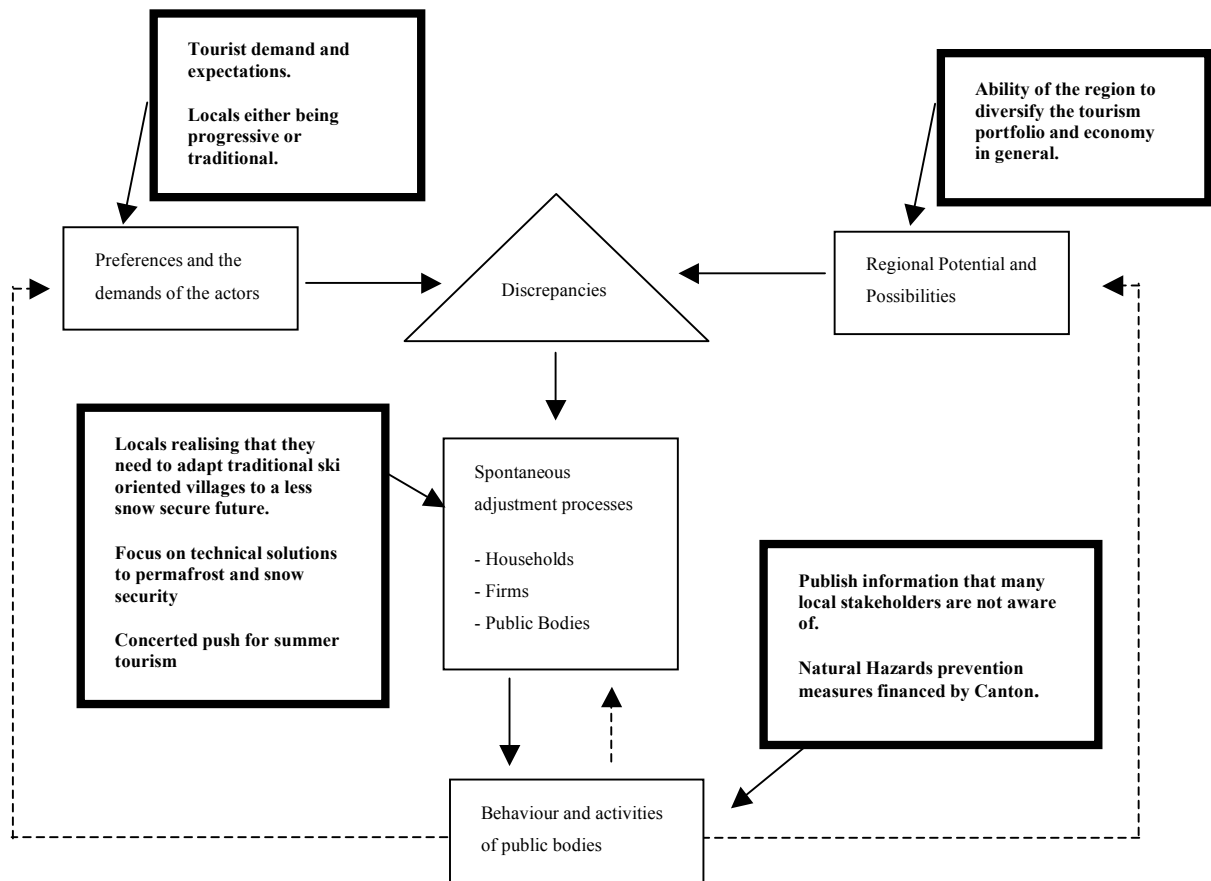 Tourist demand and
expectations.
Locals either being
progressive or
traditional.
Ability of the region to
diversify the tourism
portfolio and economy
in general.
Preferences and the
demands of the actors
Discrepancies
Regional Potential and
Possibilities
Locals realising that they
need to adapt traditional ski
oriented villages to a less
snow secure future.
Focus on technical solutions
to permafrost and snow
security
Concerted push for summer
tourism
Spontaneous
adjustment processes
- Households
- Firms
- Public Bodies
Publish information that many
local stakeholders are not aware
of.
Natural Hazards prevention
measures financed by Canton.
Behaviour and activities
of public bodies